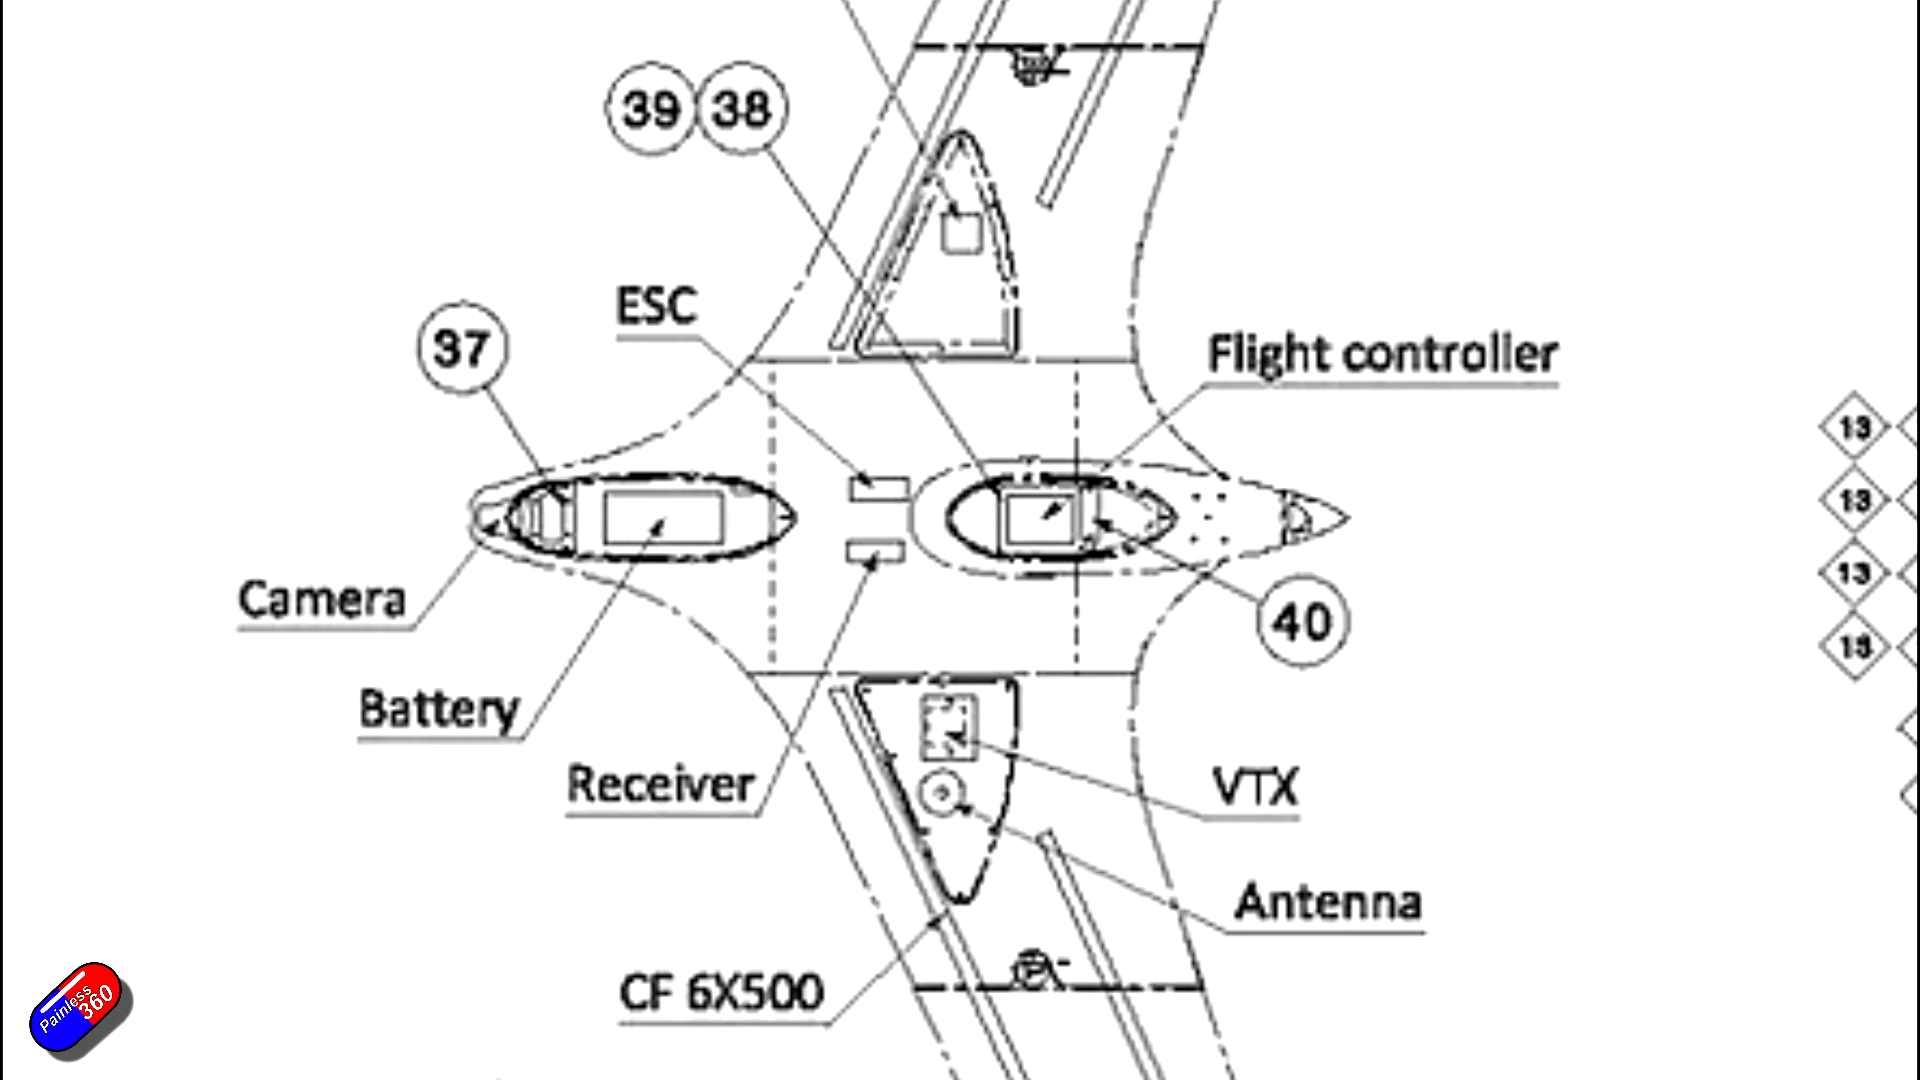 39 38
ESC
37
Flight controller
13
13
Camera
13
40
13
Battery
Receiver
VTX
Antenna
CF 6X500
Painless
360